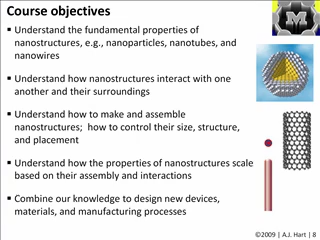 Course objectives
▪ Understand the fundamental properties of
nanostructures, e.g., nanoparticles, nanotubes, and
nanowires
▪ Understand how nanostructures interact with one
another and their surroundings
▪ Understand how to make and assemble
nanostructures;  how to control their size, structure,
and placement
▪ Understand how the properties of nanostructures scale
based on their assembly and interactions
▪ Combine our knowledge to design new devices,
materials, and manufacturing processes
M
©2009 | A.J. Hart | 8